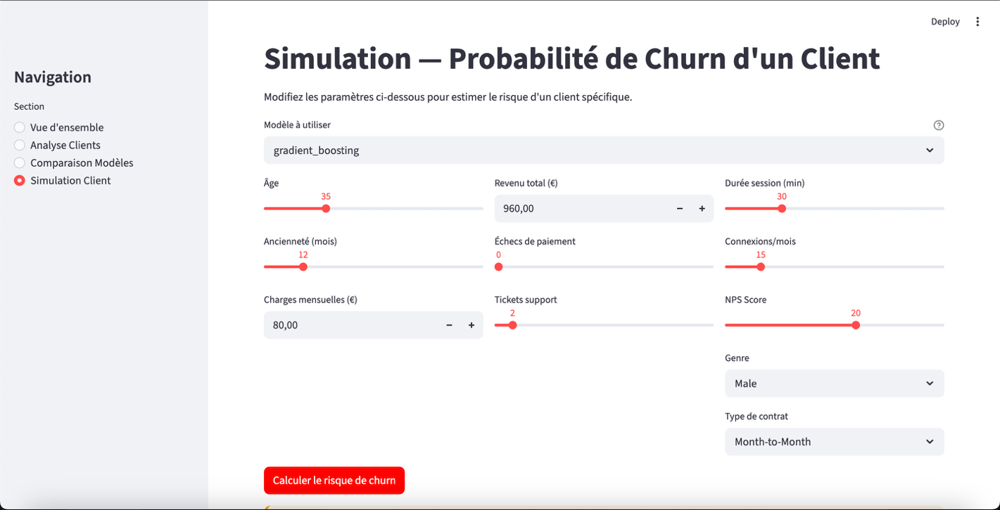 Deploy
Simulation — Probabilité de Churn d'un Client
Navigation
Modifiez les paramètres ci-dessous pour estimer le risque d'un client spécifique.
Section
Vue d'ensemble
Analyse Clients
Comparaison Modèles
Simulation Client
Modèle à utiliser
gradient_boosting
Âge
35
Revenu total (€)
960,00
Durée session (min)
30
Ancienneté (mois)
12
Échecs de paiement
0
Connexions/mois
15
Charges mensuelles (€)
80,00
Tickets support
2
NPS Score
20
Genre
Male
Type de contrat
Month-to-Month
Calculer le risque de churn